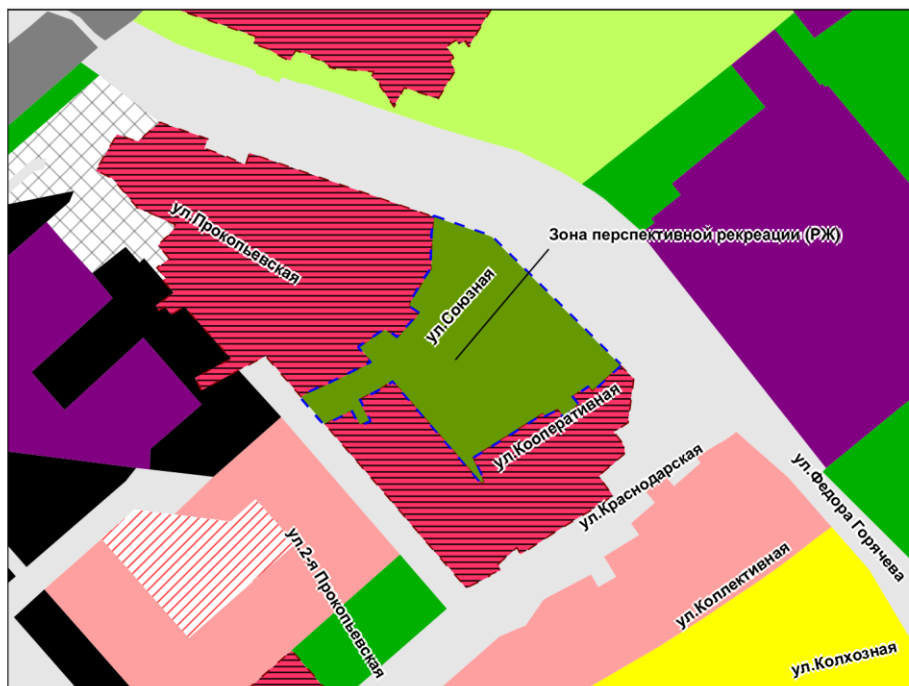 ул.Прокопьевская
Зона перспективной рекреации (РЖ)
ул.Союзная
ул.Кооперативная
ул.Краснодарская
ул.Федора Горячева
ул.2-я Прокопьевская
ул.Коллективная
ул.Колхозная